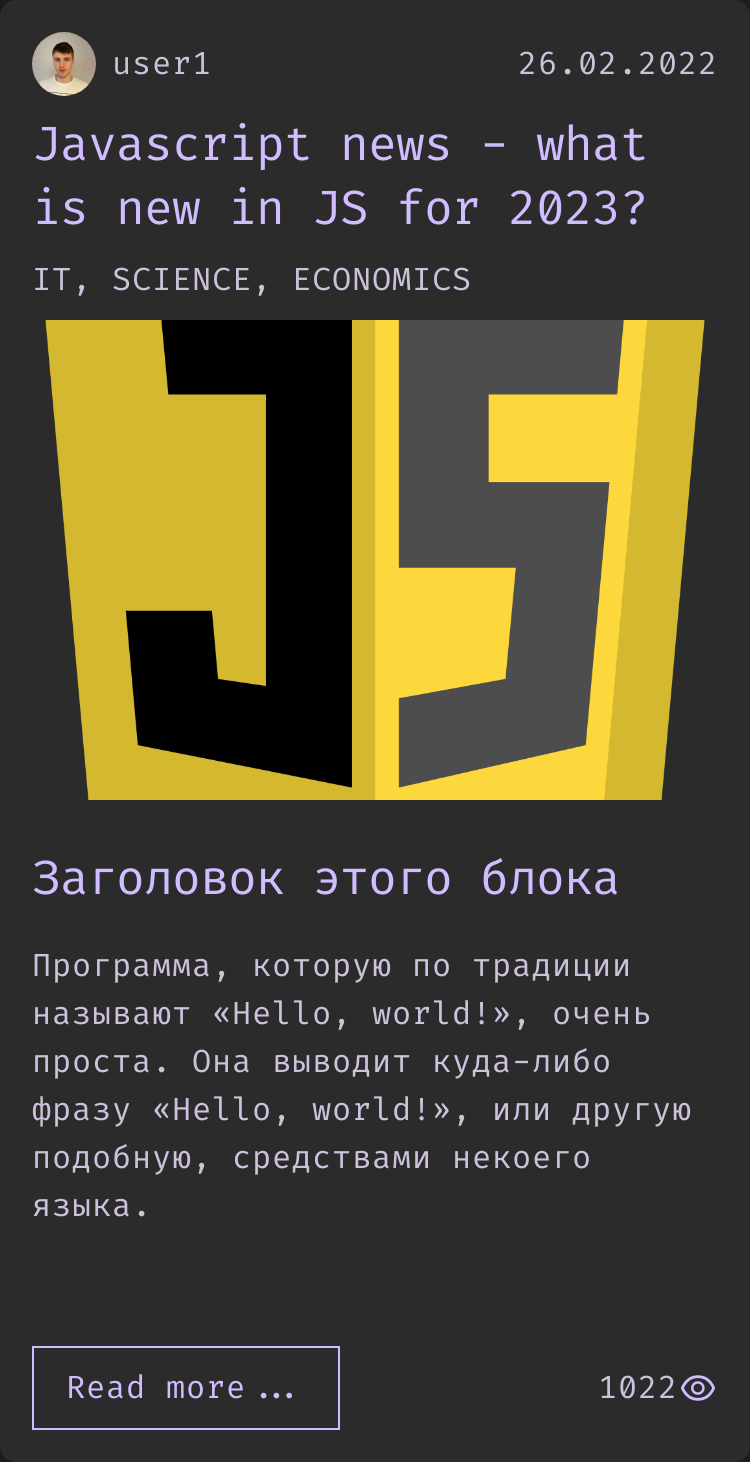 user1 26.02.2022
Javascript news - what
is new in JS for 2023?
IT, SCIENCE, ECONOMICS
JS
Заголовок этого блока
Программа, которую по традиции
называют «Hello, world!», очень
проста. Она выводит куда-либо
фразу «Hello, world!», или другую
подобную, средствами некоего
языка.
Read more... 1022